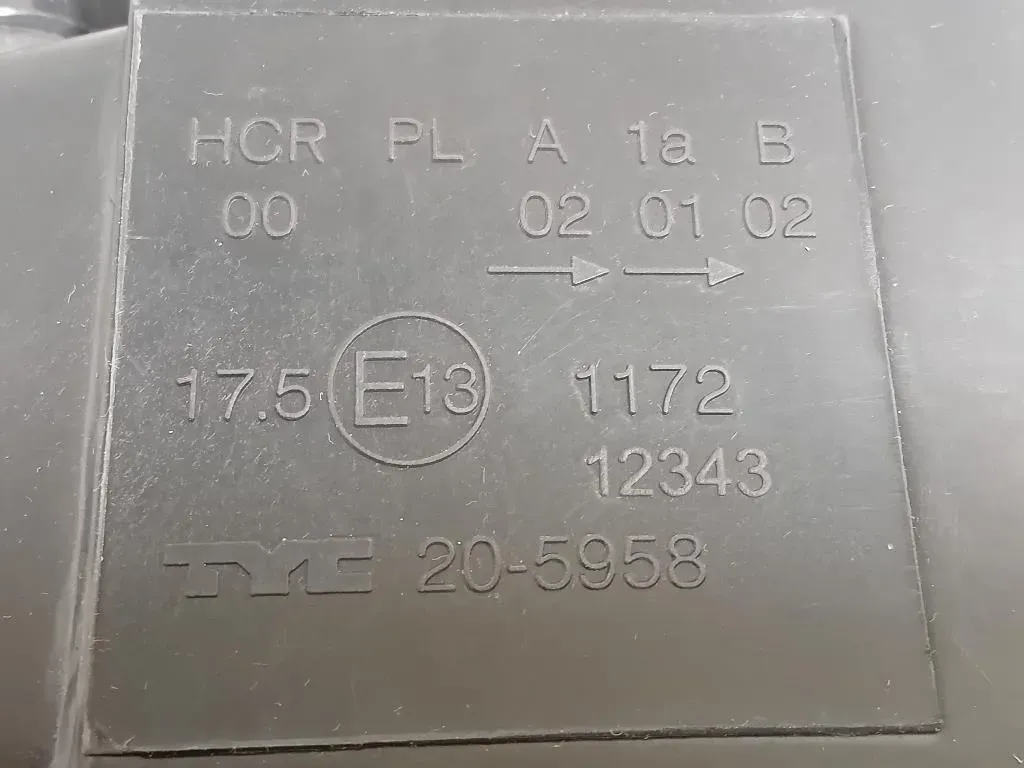 HCR PL A 1a B
00 02 01 02
17.5 E13 1172
12343
TYC 20-5958